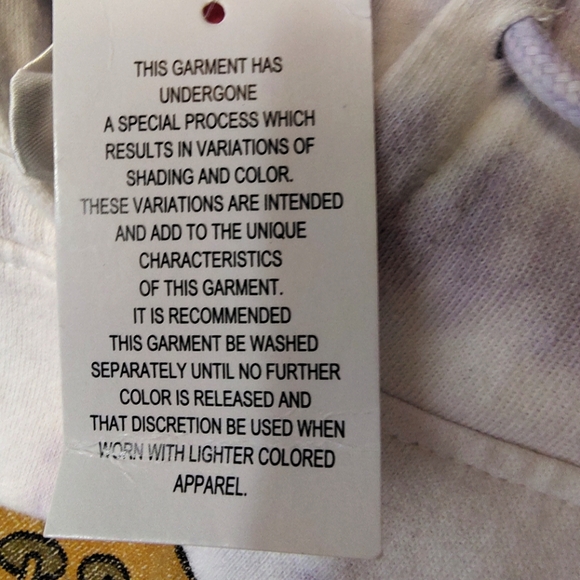 THIS GARMENT HAS
UNDERGONE
A SPECIAL PROCESS WHICH
RESULTS IN VARIATIONS OF
SHADING AND COLOR.
THESE VARIATIONS ARE INTENDED
AND ADD TO THE UNIQUE
CHARACTERISTICS
OF THIS GARMENT.
IT IS RECOMMENDED
THIS GARMENT BE WASHED
SEPARATELY UNTIL NO FURTHER
COLOR IS RELEASED AND
THAT DISCRETION BE USED WHEN
WORN WITH LIGHTER COLORED
APPAREL.